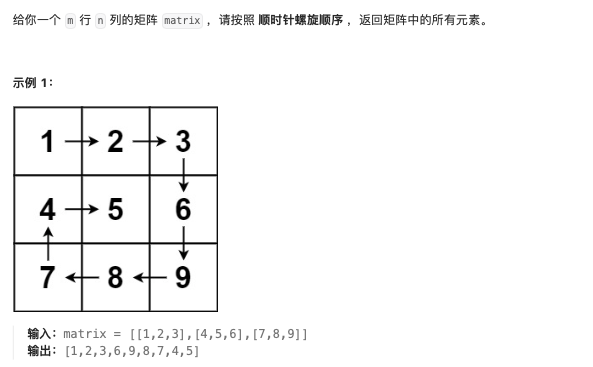 给你一个 m 行 n 列的矩阵 matrix ，请按照 顺时针螺旋顺序 ，返回矩阵中的所有元素。
示例 1：
1 2 3
4 5 6
7 8 9
输入：matrix = [[1,2,3],[4,5,6],[7,8,9]]
输出：[1,2,3,6,9,8,7,4,5]